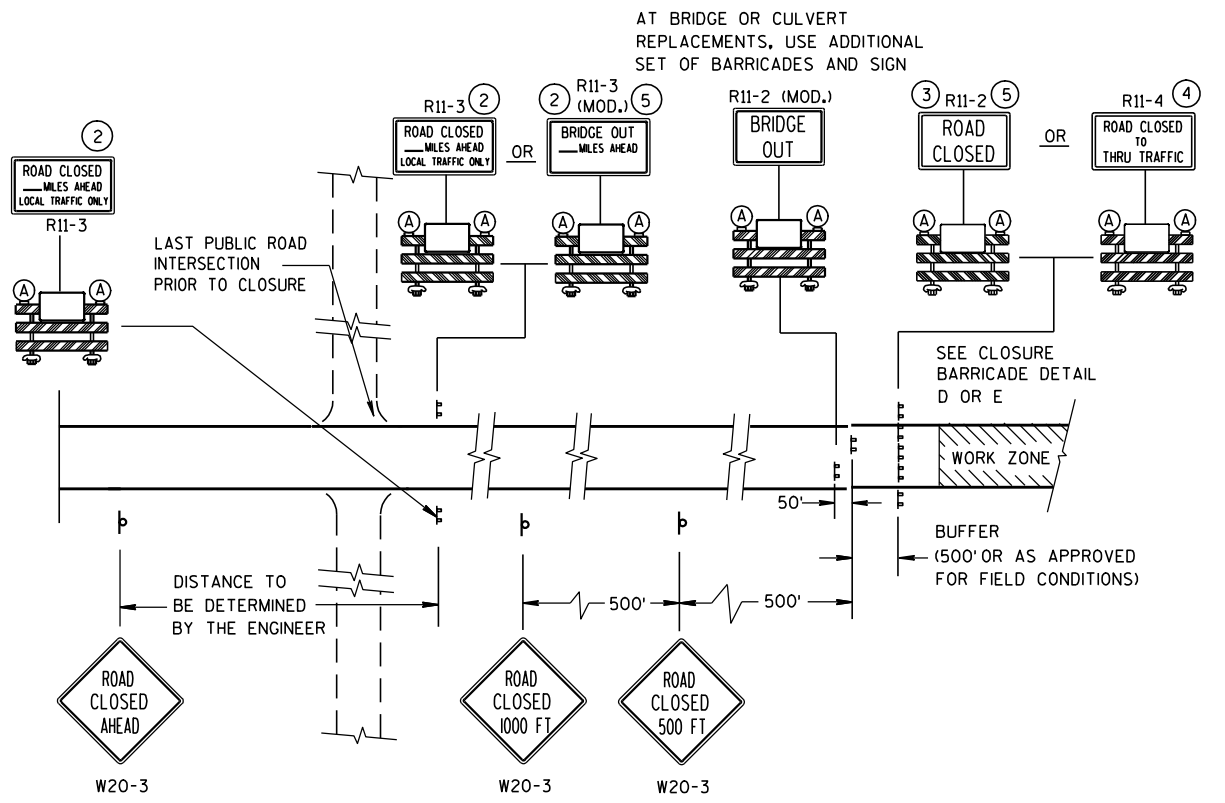 AT BRIDGE OR CULVERT
REPLACEMENTS, USE ADDITIONAL
SET OF BARRICADES AND SIGN
2
ROAD CLOSED
MILES AHEAD
LOCAL TRAFFIC ONLY
R11-3
A
A
R11-3
2
ROAD CLOSED
MILES AHEAD
LOCAL TRAFFIC ONLY
A
A
OR
2
R11-3
(MOD.)
5
BRIDGE OUT
MILES AHEAD
A
A
R11-2 (MOD.)
BRIDGE
OUT
A
A
3
R11-2
5
ROAD
CLOSED
A
A
OR
R11-4
4
ROAD CLOSED
TO
THRU TRAFFIC
A
A
LAST PUBLIC ROAD
INTERSECTION
PRIOR TO CLOSURE
SEE CLOSURE
BARRICADE DETAIL
D OR E
WORK ZONE
50'
BUFFER
(500' OR AS APPROVED
FOR FIELD CONDITIONS)
DISTANCE TO
BE DETERMINED
BY THE ENGINEER
500'
500'
ROAD
CLOSED
AHEAD
W20-3
ROAD
CLOSED
1000 FT
W20-3
ROAD
CLOSED
500 FT
W20-3